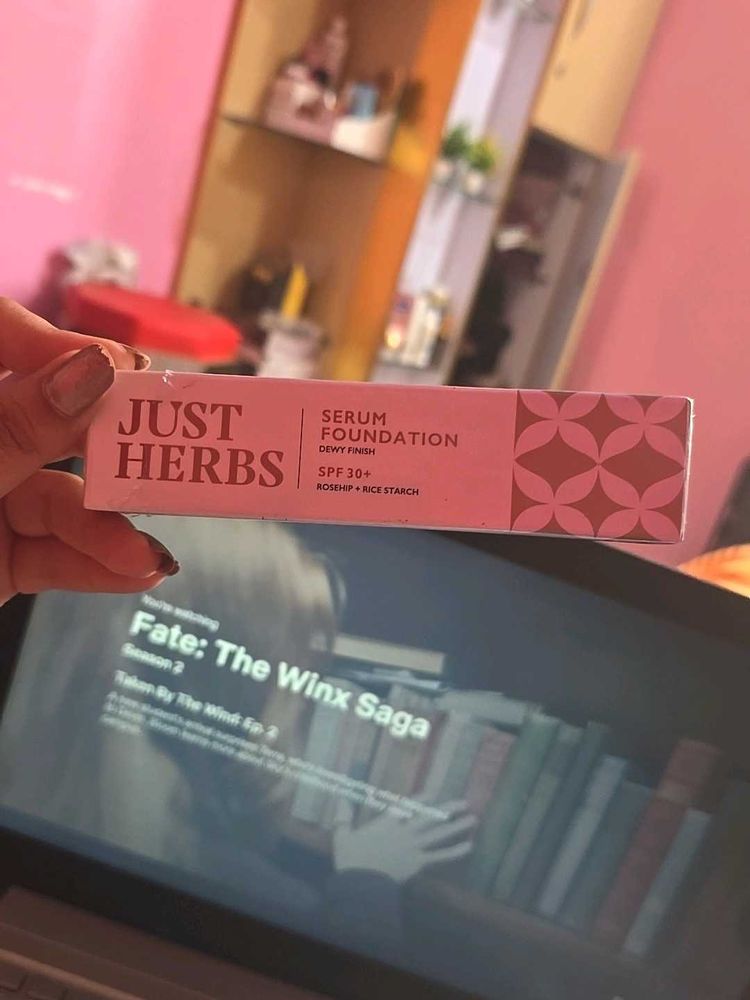 JUST
HERBS
SERUM
FOUNDATION
DEWY FINISH
SPF 30+
ROSEHIP + RICE STARCH
You're watching
Fate: The Winx Saga
Season 2
Taken By The Wind: Ep. 2